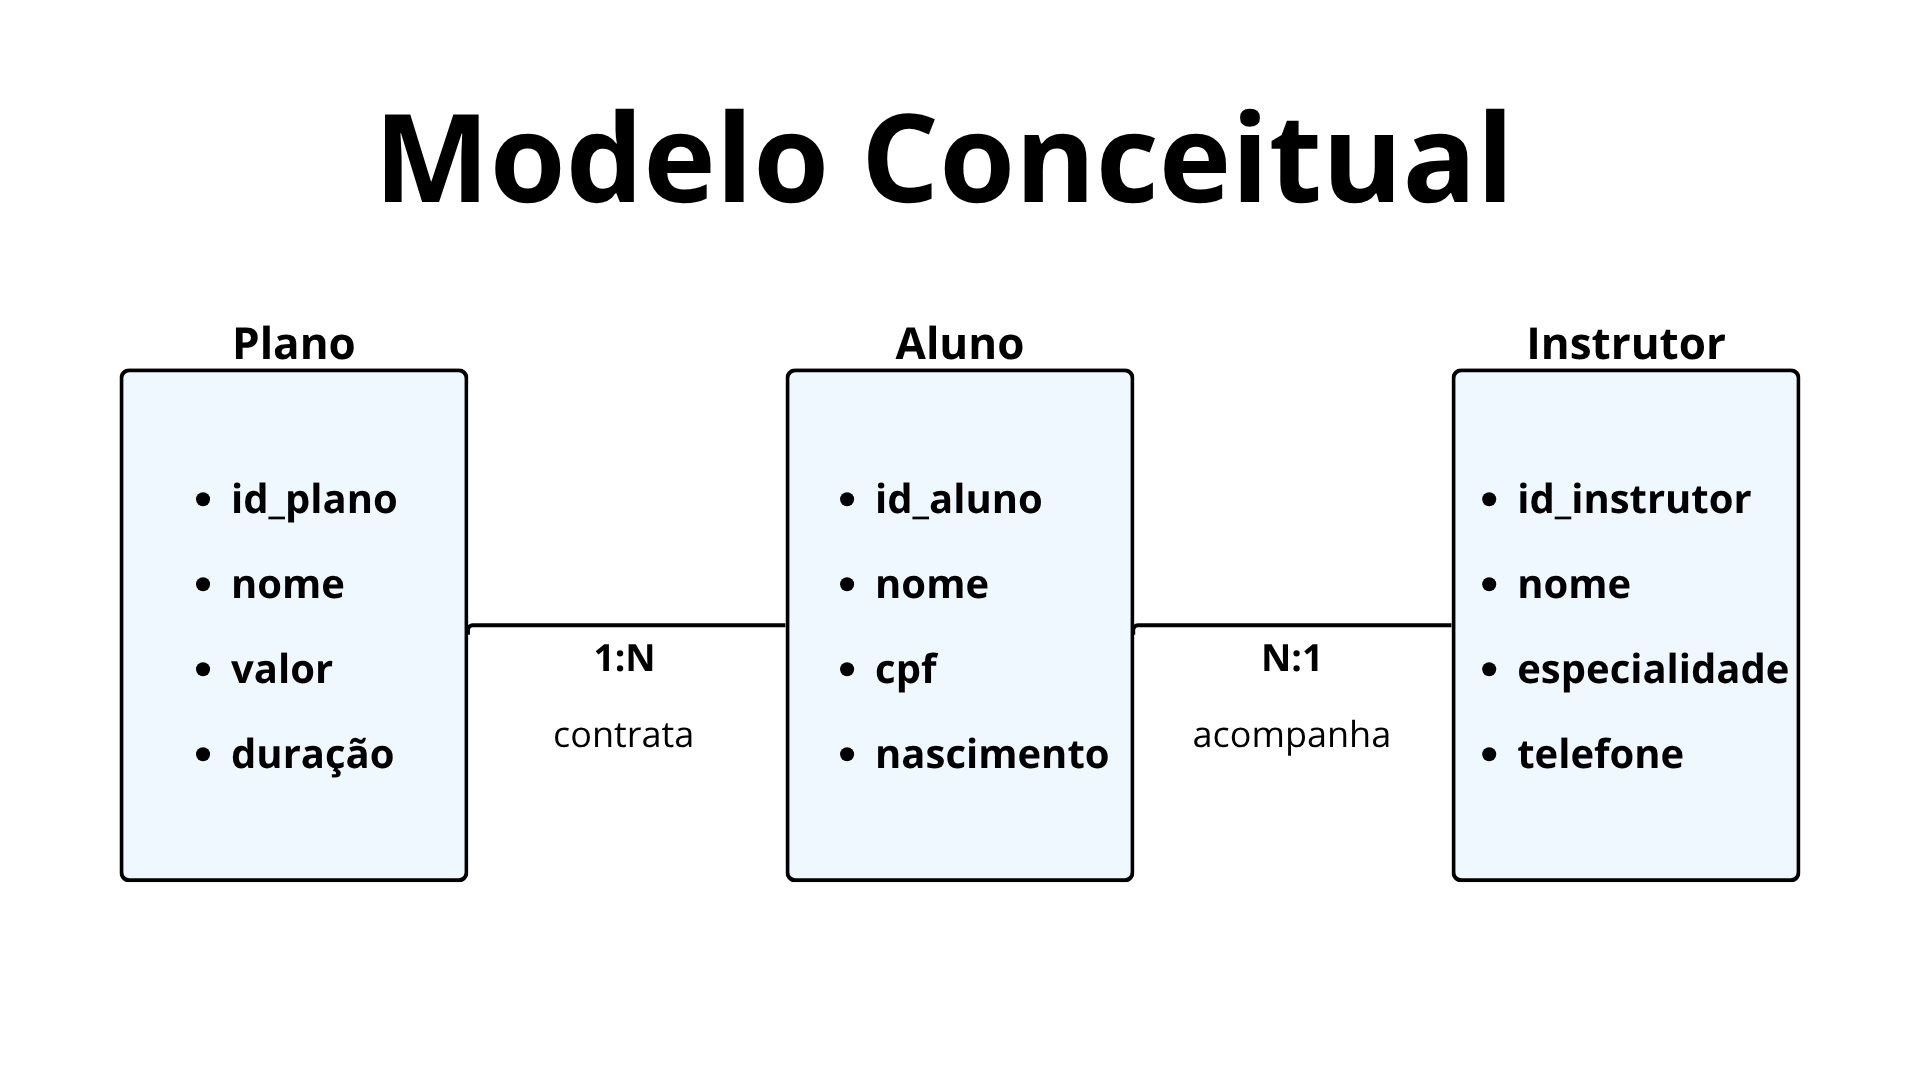 Modelo Conceitual
Plano
id_plano
nome
valor
duração
1:N
contrata
Aluno
id_aluno
nome
cpf
nascimento
N:1
acompanha
Instrutor
id_instrutor
nome
especialidade
telefone